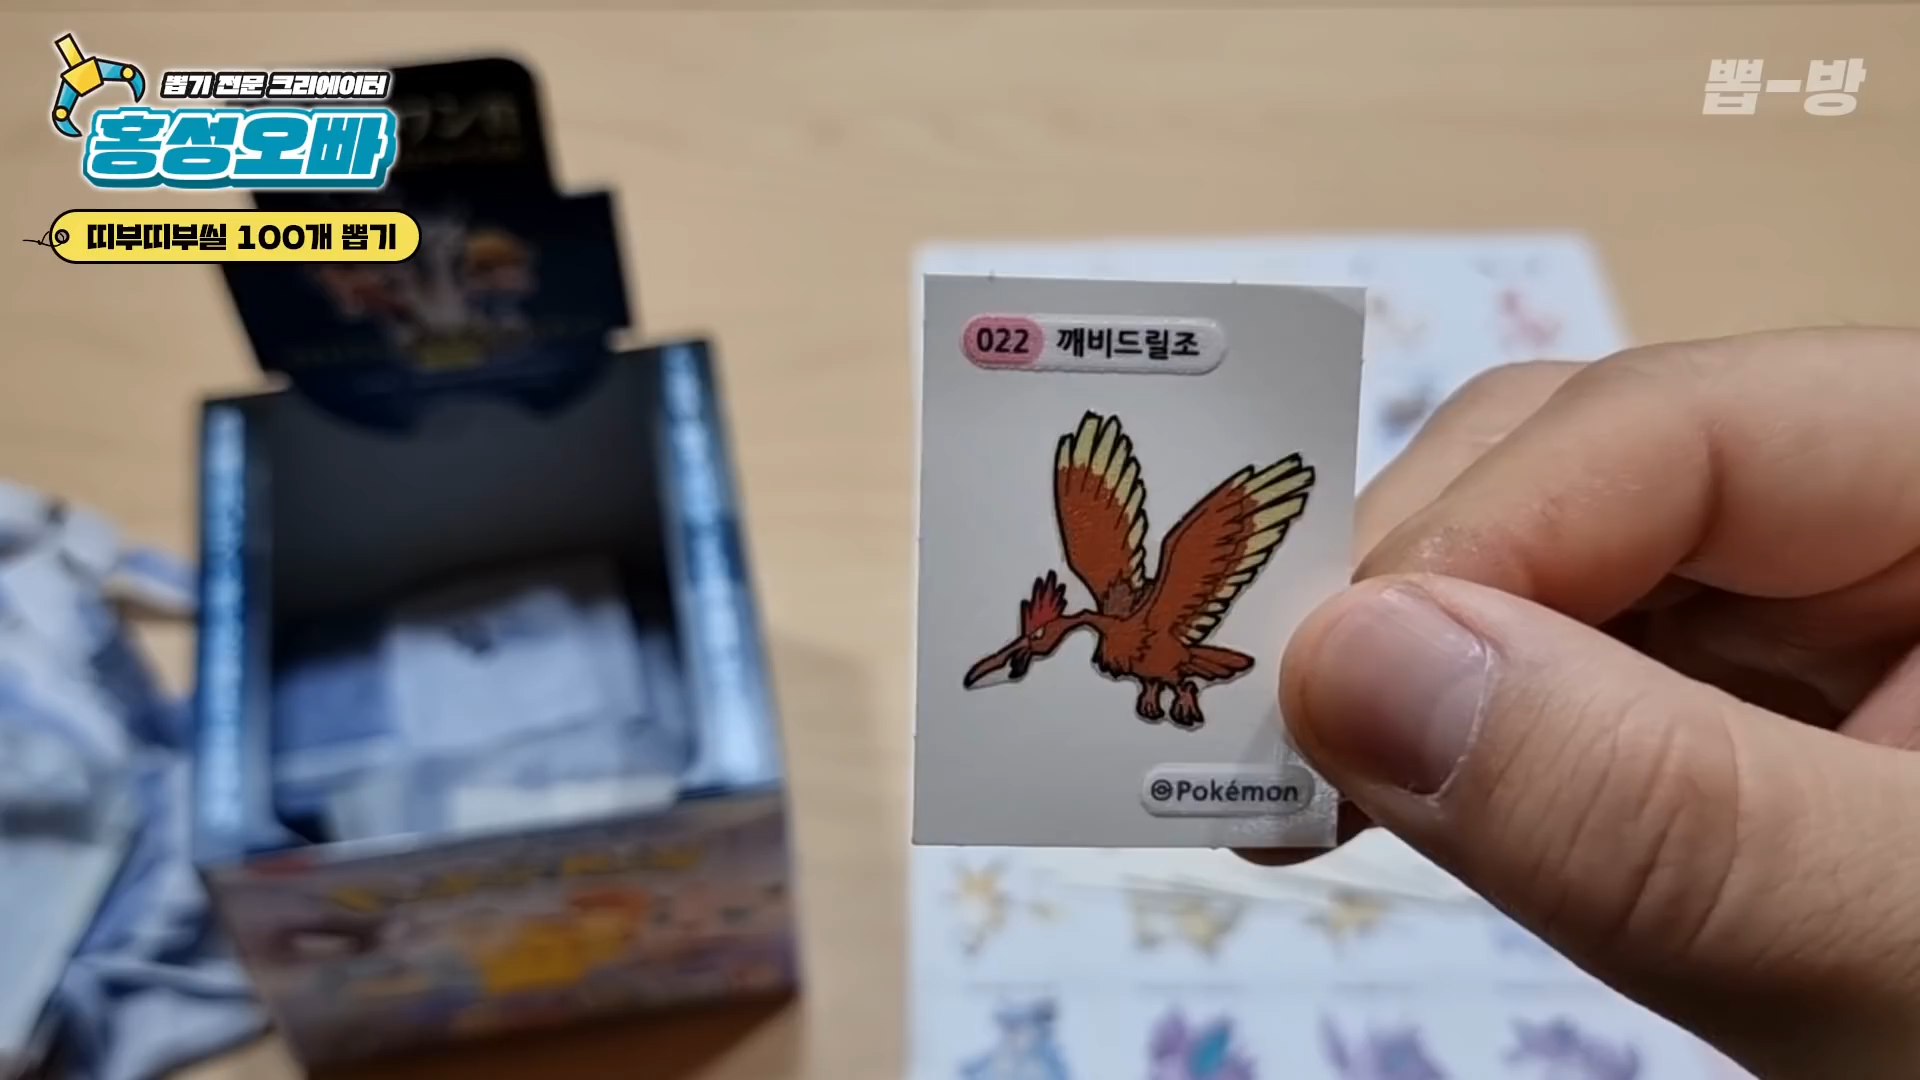 뽑기 전문 크리에이터
홍성오빠
띠부띠부씰 100개 뽑기
뽑-방
022 깨비드릴조
Pokémon